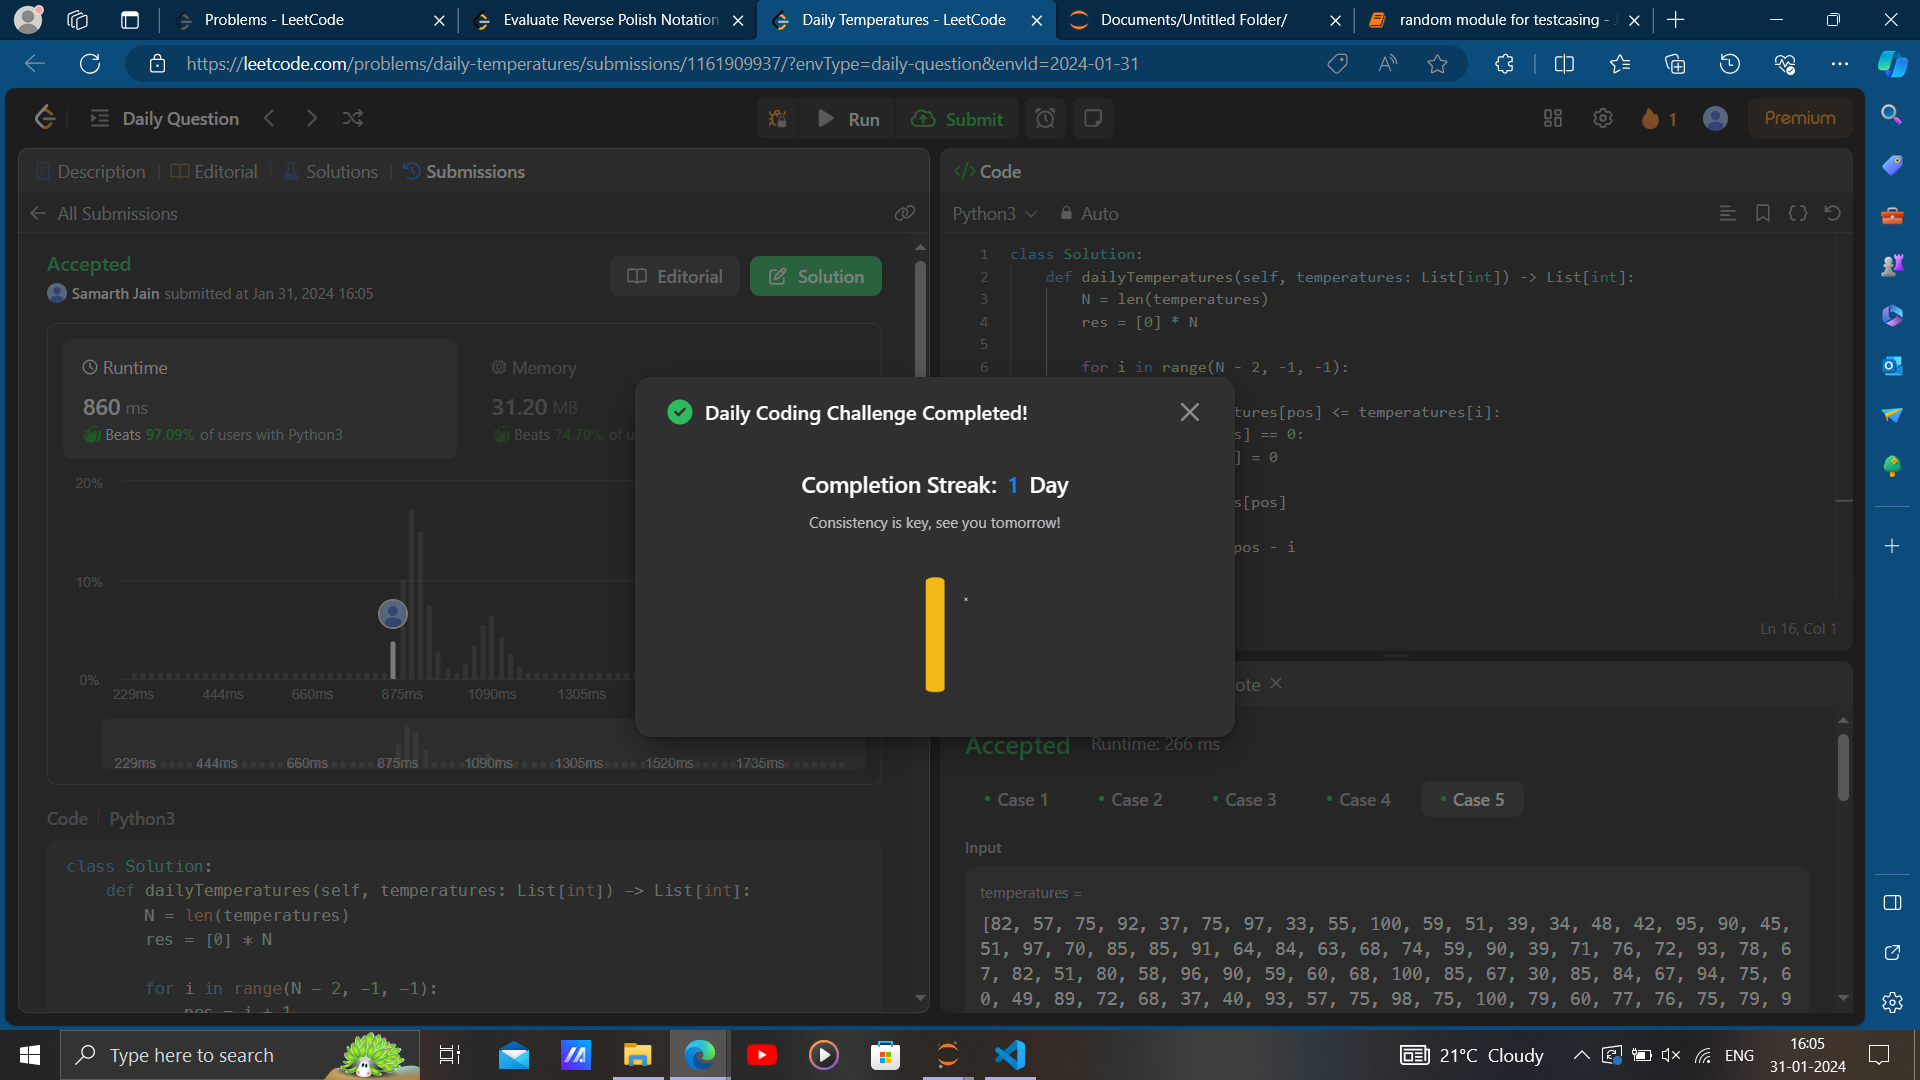 Problems - LeetCode
Evaluate Reverse Polish Notation
Daily Temperatures - LeetCode
Documents/Untitled Folder/
random module for testcasing -
https://leetcode.com/problems/daily-temperatures/submissions/1161909937/?envType=daily-question&envId=2024-01-31
Daily Question
Run
Submit
1
Premium
Description
Editorial
Solutions
Submissions
All Submissions
Accepted
Samarth Jain submitted at Jan 31, 2024 16:05
Editorial
Solution
Runtime
860 ms
Beats 97.09% of users with Python3
Memory
31.20 MB
Beats 74.70% of u
20%
10%
0%
229ms 444ms 660ms 875ms 1090ms 1305ms
229ms 444ms 660ms 875ms 1090ms 1305ms 1520ms 1735ms
Code | Python3
class Solution:
def dailyTemperatures(self, temperatures: List[int]) -> List[int]:
N = len(temperatures)
res = [0] * N
for i in range(N - 2, -1, -1):
pos = i + 1
Daily Coding Challenge Completed!
Completion Streak: 1 Day
Consistency is key, see you tomorrow!
</> Code
Python3
Auto
1 class Solution:
2 def dailyTemperatures(self, temperatures: List[int]) -> List[int]:
3 N = len(temperatures)
4 res = [0] * N
5
6 for i in range(N - 2, -1, -1):
tures[pos] <= temperatures[i]:
s] == 0:
] = 0
s[pos]
pos - i
Ln 16, Col 1
ote
Accepted Runtime: 266 ms
Case 1
Case 2
Case 3
Case 4
Case 5
Input
temperatures =
[82, 57, 75, 92, 37, 75, 97, 33, 55, 100, 59, 51, 39, 34, 48, 42, 95, 90, 45,
51, 97, 70, 85, 85, 91, 64, 84, 63, 68, 74, 59, 90, 39, 71, 76, 72, 93, 78, 6
7, 82, 51, 80, 58, 96, 90, 59, 60, 68, 100, 85, 67, 30, 85, 84, 67, 94, 75, 6
0, 49, 89, 72, 68, 37, 40, 93, 57, 75, 98, 75, 100, 79, 60, 77, 76, 75, 79, 9
Type here to search
21°C Cloudy
ENG
16:05
31-01-2024